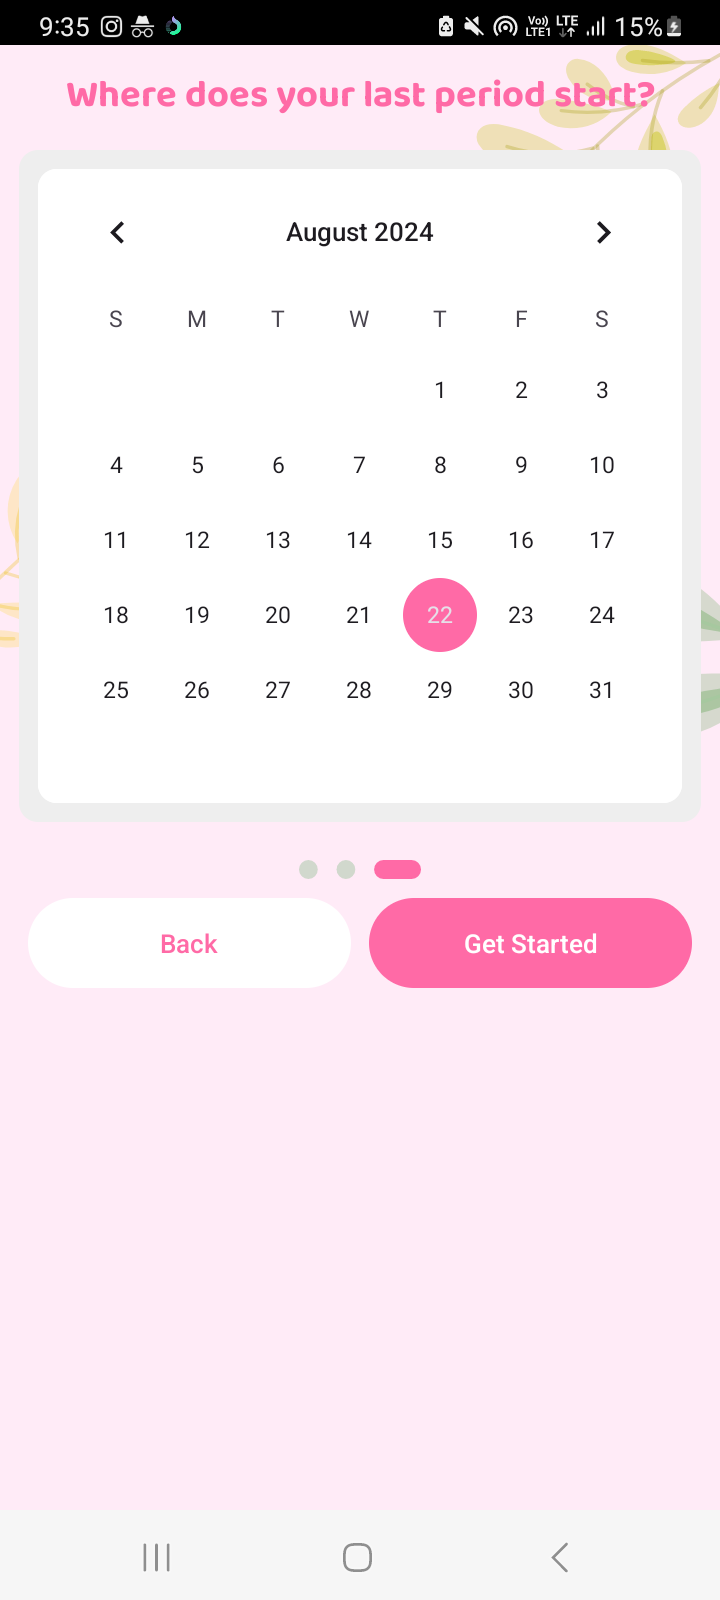 9:35 Vo)) LTE1 LTE 15%
Where does your last period start?
August 2024
S M T W T F S
1 2 3
4 5 6 7 8 9 10
11 12 13 14 15 16 17
18 19 20 21 22 23 24
25 26 27 28 29 30 31
Back Get Started